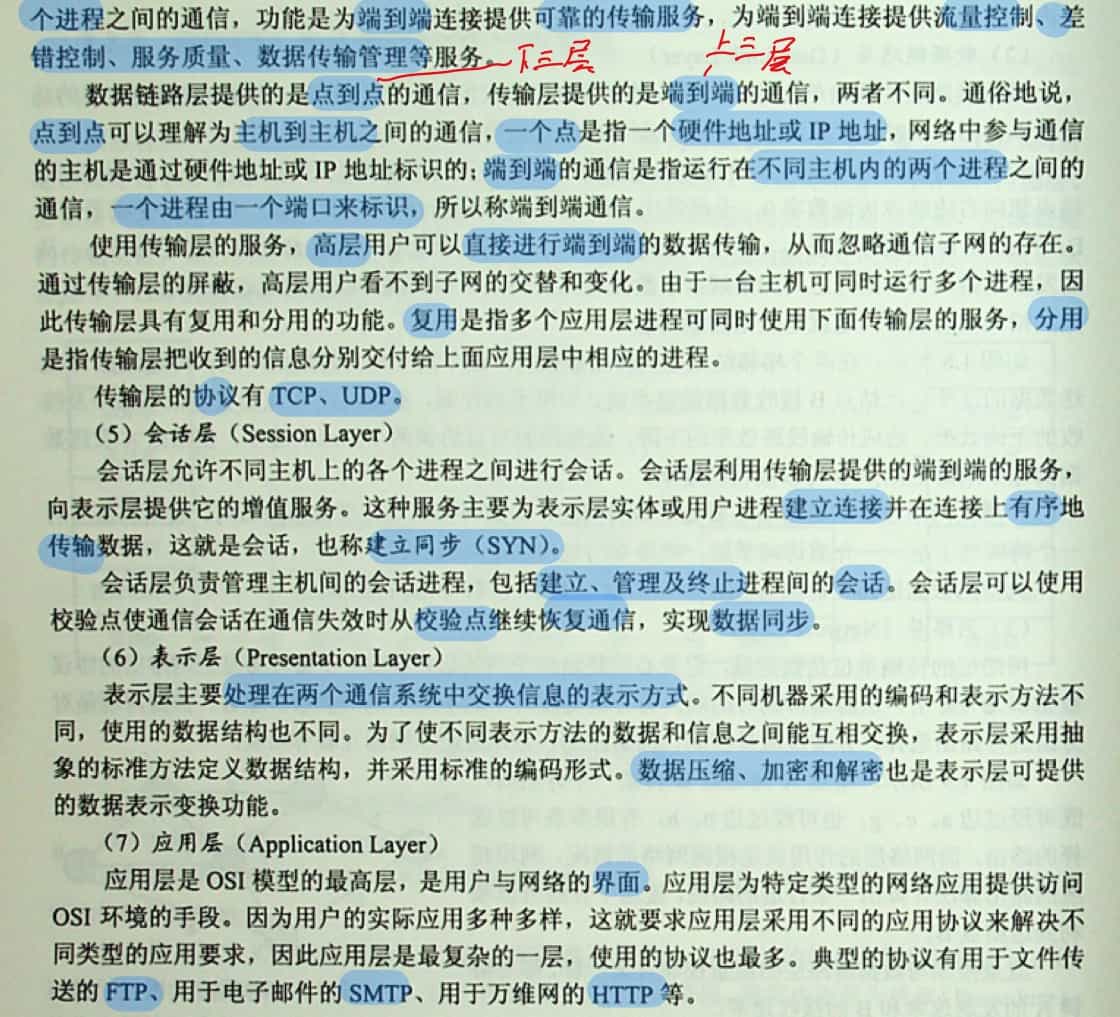 个进程之间的通信，功能是为端到端连接提供可靠的传输服务，为端到端连接提供流量控制、差
错控制、服务质量、数据传输管理等服务。
下三层
上三层
数据链路层提供的是点到点的通信，传输层提供的是端到端的通信，两者不同。通俗地说，
点到点可以理解为主机到主机之间的通信，一个点是指一个硬件地址或 IP 地址，网络中参与通信
的主机是通过硬件地址或 IP 地址标识的；端到端的通信是指运行在不同主机内的两个进程之间的
通信，一个进程由一个端口来标识，所以称端到端通信。
使用传输层的服务，高层用户可以直接进行端到端的数据传输，从而忽略通信子网的存在。
通过传输层的屏蔽，高层用户看不到子网的交替和变化。由于一台主机可同时运行多个进程，因
此传输层具有复用和分用的功能。复用是指多个应用层进程可同时使用下面传输层的服务，分用
是指传输层把收到的信息分别交付给上面应用层中相应的进程。
传输层的协议有 TCP、UDP。
（5）会话层（Session Layer）
会话层允许不同主机上的各个进程之间进行会话。会话层利用传输层提供的端到端的服务，
向表示层提供它的增值服务。这种服务主要为表示层实体或用户进程建立连接并在连接上有序地
传输数据，这就是会话，也称建立同步（SYN）。
会话层负责管理主机间的会话进程，包括建立、管理及终止进程间的会话。会话层可以使用
校验点使通信会话在通信失效时从校验点继续恢复通信，实现数据同步。
（6）表示层（Presentation Layer）
表示层主要处理在两个通信系统中交换信息的表示方式。不同机器采用的编码和表示方法不
同，使用的数据结构也不同。为了使不同表示方法的数据和信息之间能互相交换，表示层采用抽
象的标准方法定义数据结构，并采用标准的编码形式。数据压缩、加密和解密也是表示层可提供
的数据表示变换功能。
（7）应用层（Application Layer）
应用层是 OSI 模型的最高层，是用户与网络的界面。应用层为特定类型的网络应用提供访问
OSI 环境的手段。因为用户的实际应用多种多样，这就要求应用层采用不同的应用协议来解决不
同类型的应用要求，因此应用层是最复杂的一层，使用的协议也最多。典型的协议有用于文件传
送的 FTP、用于电子邮件的 SMTP、用于万维网的 HTTP 等。